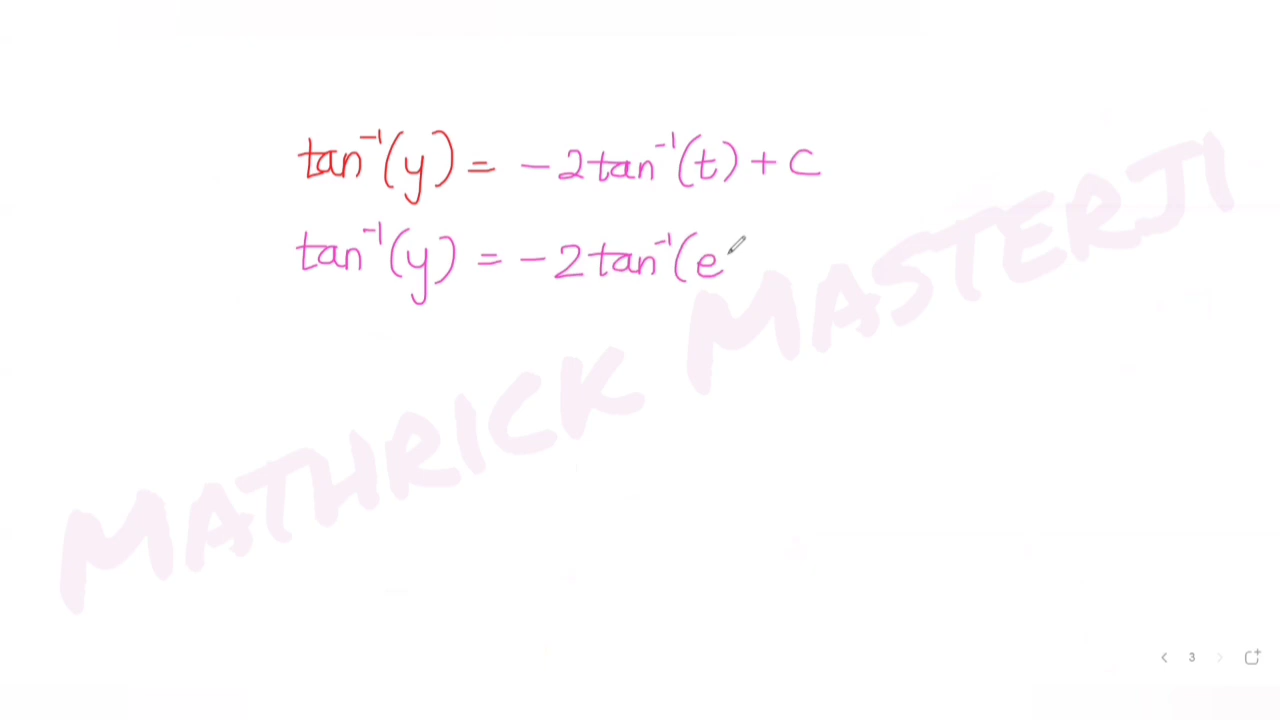 tan⁻¹(y) = -2tan⁻¹(t) + c
tan⁻¹(y) = -2tan⁻¹(e
MATHRICK MASTERJI
3